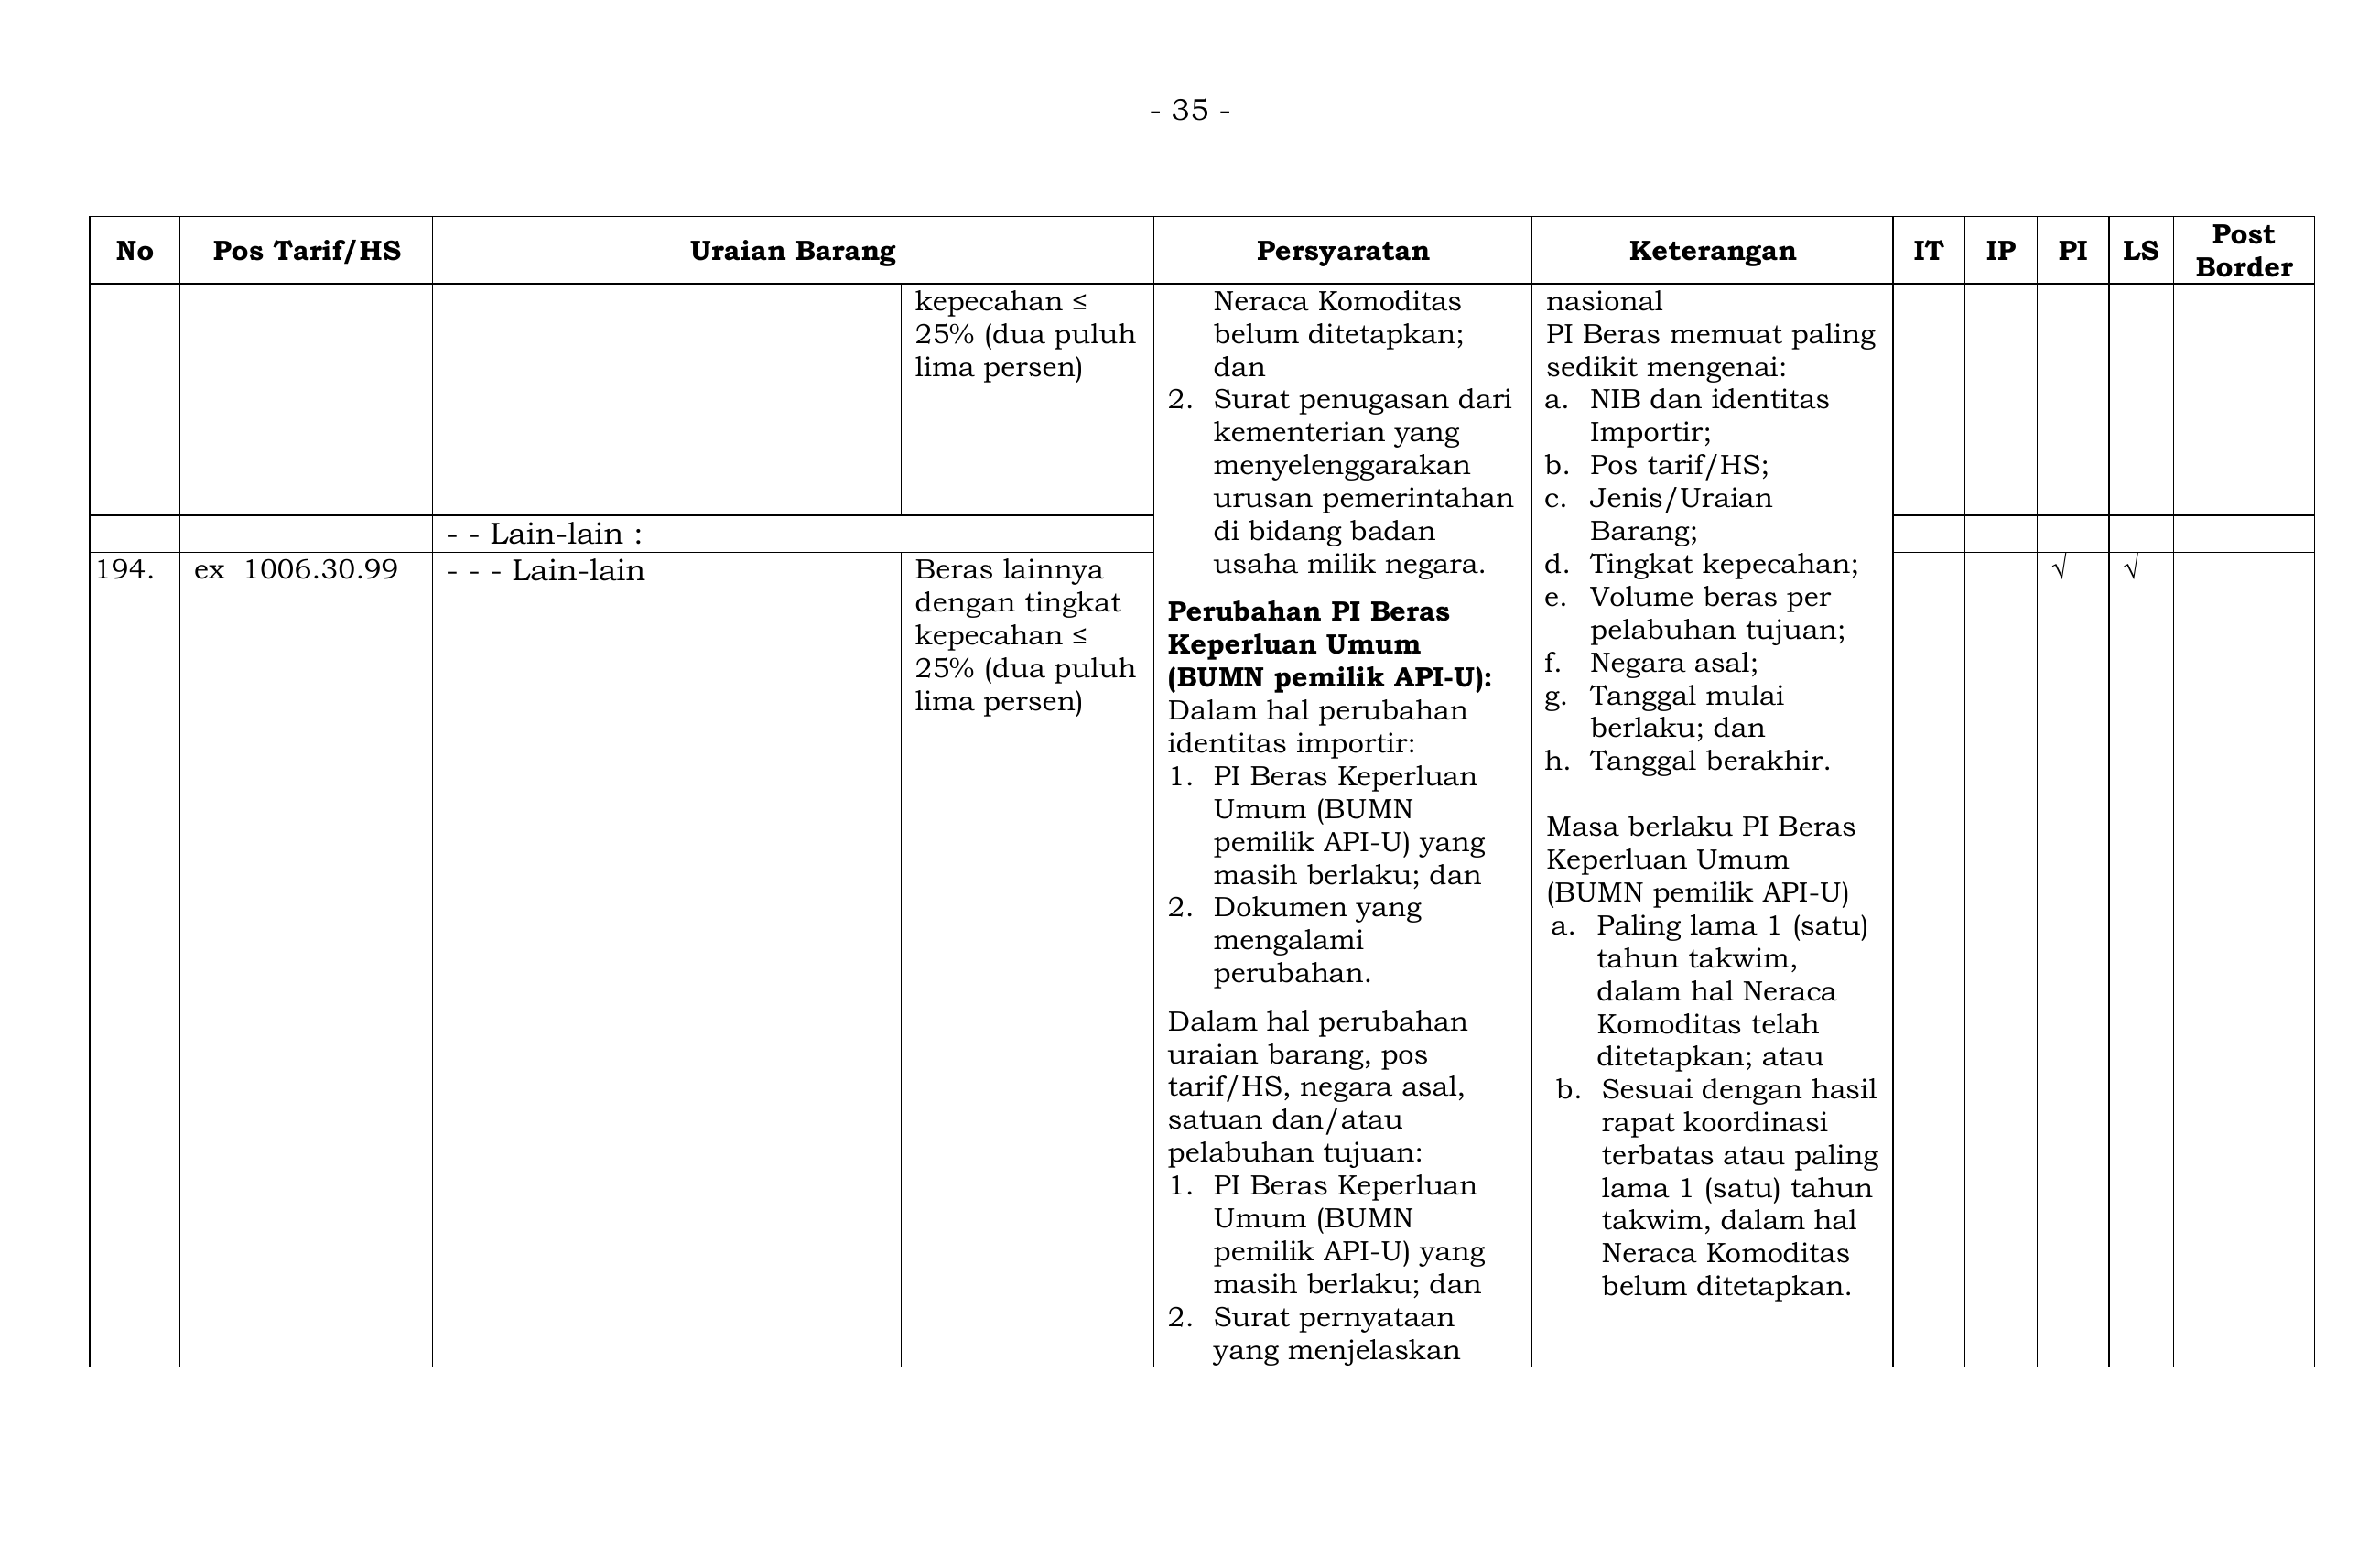 - 35 -
No
Pos Tarif/HS
Uraian Barang
Persyaratan
Keterangan
IT
IP
PI
LS
Post
Border
kepecahan ≤
25% (dua puluh
lima persen)
- - Lain-lain :
194.
ex 1006.30.99
- - - Lain-lain
Beras lainnya
dengan tingkat
kepecahan ≤
25% (dua puluh
lima persen)
Neraca Komoditas
belum ditetapkan;
dan
2. Surat penugasan dari
kementerian yang
menyelenggarakan
urusan pemerintahan
di bidang badan
usaha milik negara.
Perubahan PI Beras
Keperluan Umum
(BUMN pemilik API-U):
Dalam hal perubahan
identitas importir:
1. PI Beras Keperluan
Umum (BUMN
pemilik API-U) yang
masih berlaku; dan
2. Dokumen yang
mengalami
perubahan.
Dalam hal perubahan
uraian barang, pos
tarif/HS, negara asal,
satuan dan/atau
pelabuhan tujuan:
1. PI Beras Keperluan
Umum (BUMN
pemilik API-U) yang
masih berlaku; dan
2. Surat pernyataan
yang menjelaskan
nasional
PI Beras memuat paling
sedikit mengenai:
a. NIB dan identitas
Importir;
b. Pos tarif/HS;
c. Jenis/Uraian
Barang;
d. Tingkat kepecahan;
e. Volume beras per
pelabuhan tujuan;
f. Negara asal;
g. Tanggal mulai
berlaku; dan
h. Tanggal berakhir.
Masa berlaku PI Beras
Keperluan Umum
(BUMN pemilik API-U)
a. Paling lama 1 (satu)
tahun takwim,
dalam hal Neraca
Komoditas telah
ditetapkan; atau
b. Sesuai dengan hasil
rapat koordinasi
terbatas atau paling
lama 1 (satu) tahun
takwim, dalam hal
Neraca Komoditas
belum ditetapkan.
√
√